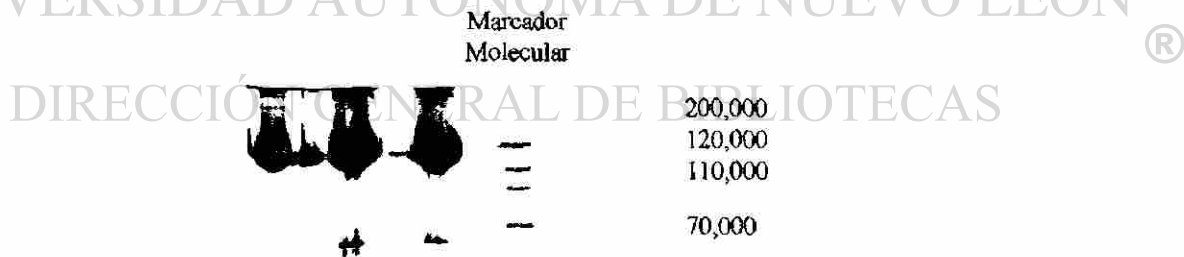 VERSIDAD AUTÓNOMA DE NUEVO LEÓN
Marcador
Molecular
®
DIRECCIÓN GENERAL DE BIBLIOTECAS
200,000
120,000
110,000
70,000